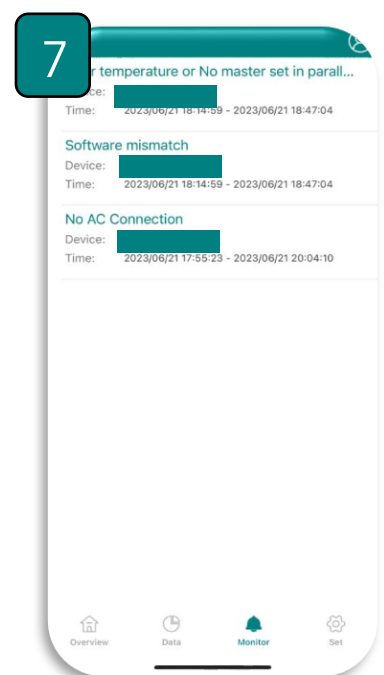 7
r temperature or No master set in parall...
ce:
Time: 2023/06/21 18:14:59 - 2023/06/21 18:47:04
Software mismatch
Device:
Time: 2023/06/21 18:14:59 - 2023/06/21 18:47:04
No AC Connection
Device:
Time: 2023/06/21 17:55:23 - 2023/06/21 20:04:10
Overview Data Monitor Set